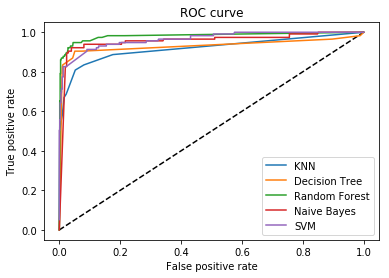 ROC curve
True positive rate
1.0
0.8
0.6
0.4
0.2
0.0
KNN
Decision Tree
Random Forest
Naive Bayes
SVM
0.0 0.2 0.4 0.6 0.8 1.0
False positive rate